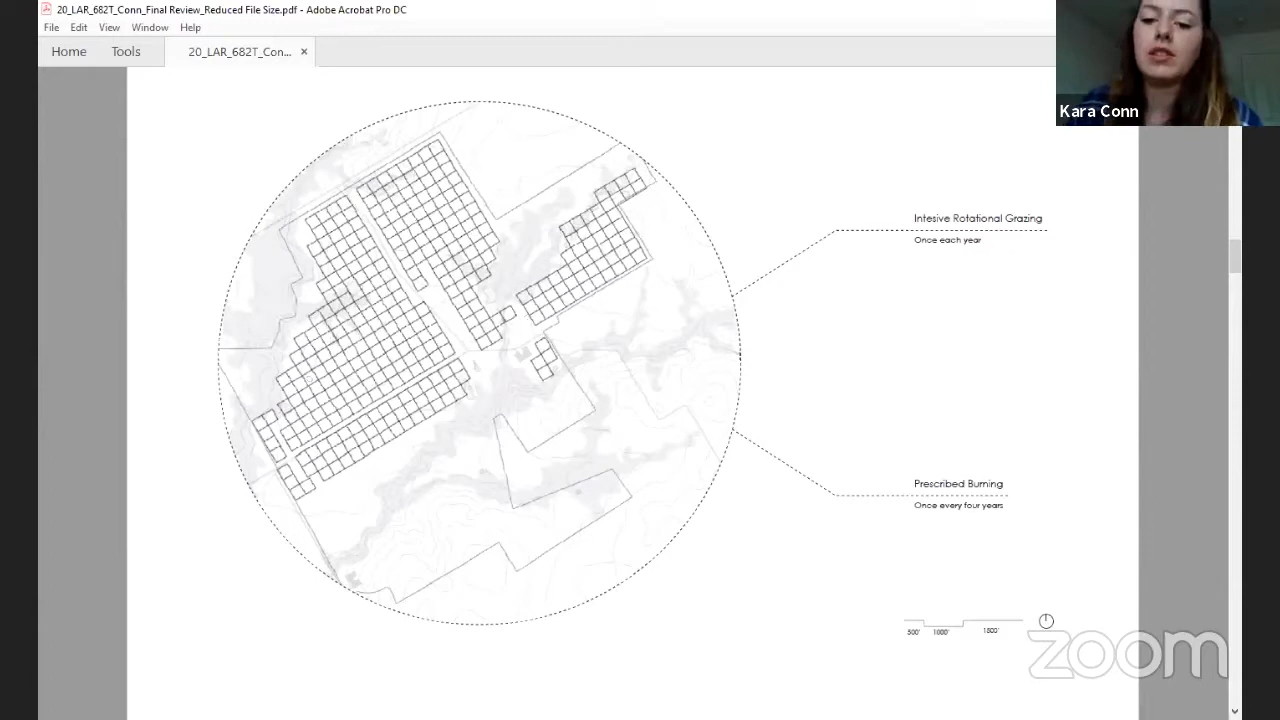 20_LAR_682T_Conn_Final Review_Reduced File Size.pdf - Adobe Acrobat Pro DC
File Edit View Window Help
Home Tools 20_LAR_682T_Con... ×
Kara Conn
Intesive Rotational Grazing
Once each year
Prescribed Burning
Once every four years
500' 1000' 1500'
zoom